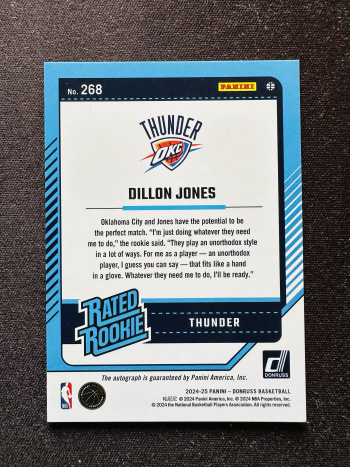 No. 268
PANINI
THUNDER
OKC
DILLON JONES
Oklahoma City and Jones have the potential to be
the perfect match. "I'm just doing whatever they need
me to do," the rookie said. "They play an unorthodox style
in a lot of ways. For me as a player — an unorthodox
player, I guess you can say — that fits like a hand
in a glove. Whatever they need me to do, I'll be ready."
RATED
ROOKIE
THUNDER
DONRUSS
The autograph is guaranteed by Panini America, Inc.
2024-25 PANINI – DONRUSS BASKETBALL
© 2024 Panini America, Inc. © 2024 NBA Properties, Inc.
© 2024 the National Basketball Players Association. All rights reserved.